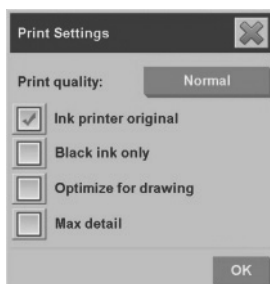 Print Settings
Print quality: Normal
Ink printer original
Black ink only
Optimize for drawing
Max detail
OK